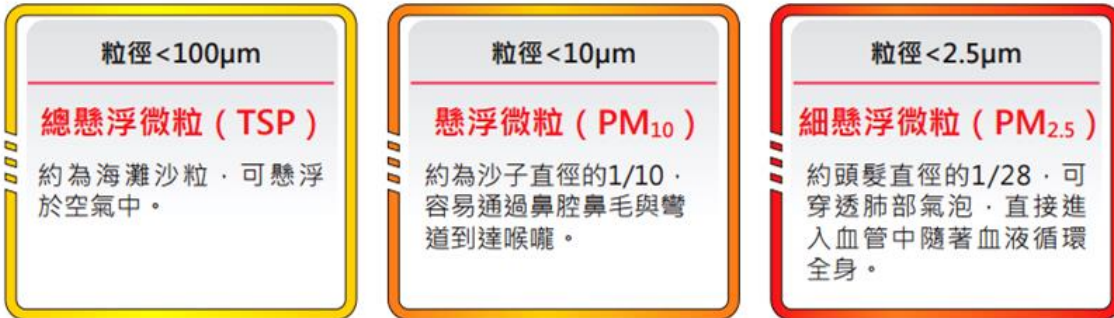 粒徑<100μm
總懸浮微粒（TSP）
約為海灘沙粒，可懸浮
於空氣中。
粒徑<10μm
懸浮微粒（PM₁₀）
約為沙子直徑的1/10，
容易通過鼻腔鼻毛與彎
道到達喉嚨。
粒徑<2.5μm
細懸浮微粒（PM₂.₅）
約頭髮直徑的1/28，可
穿透肺部氣泡，直接進
入血管中隨著血液循環
全身。